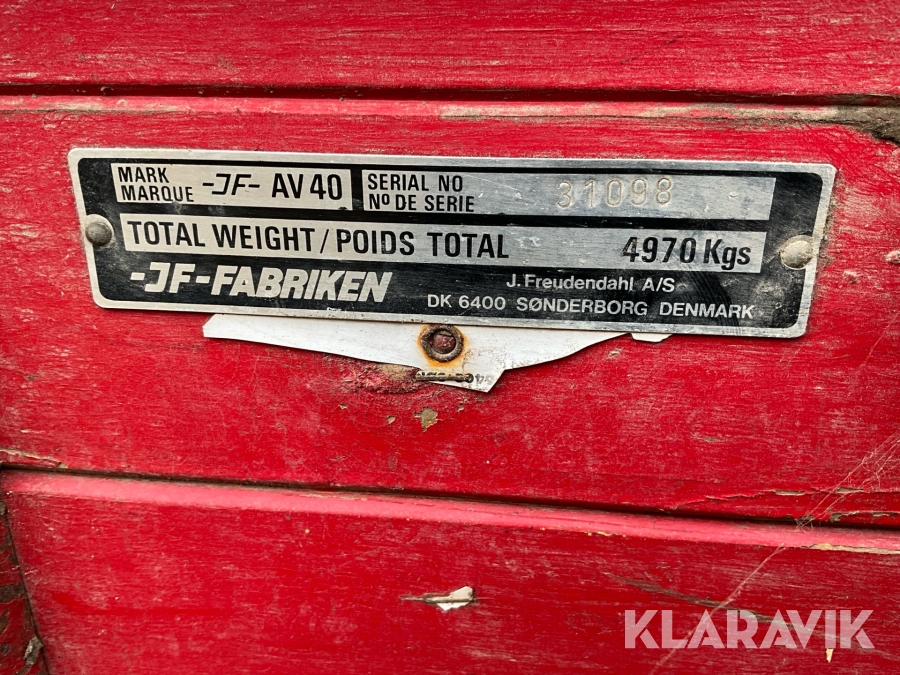 MARK
MARQUE -JF- AV 40
SERIAL NO
Nº DE SERIE 31098
TOTAL WEIGHT/POIDS TOTAL 4970 Kgs
-JF-FABRIKEN
J. Freudendahl A/S
DK 6400 SØNDERBORG DENMARK
KLARAVIK